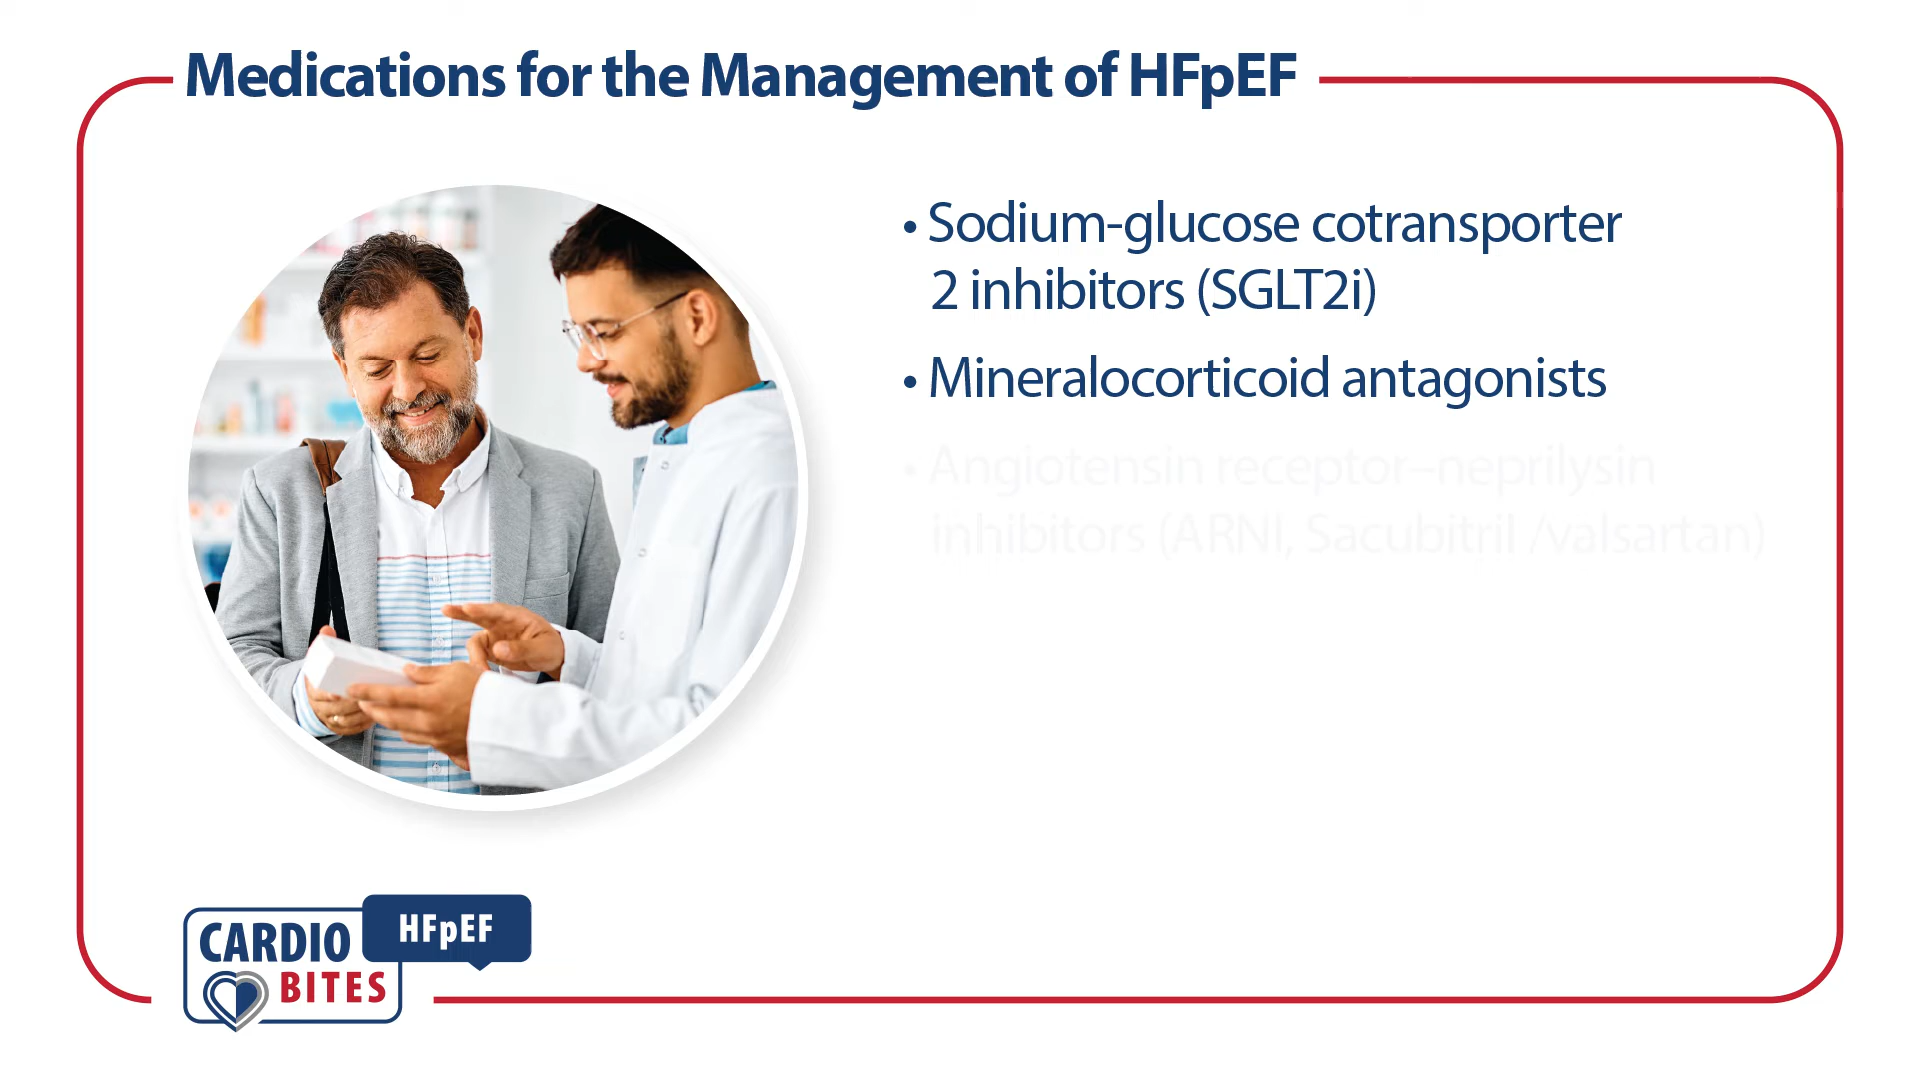 Medications for the Management of HFpEF
• Sodium-glucose cotransporter
2 inhibitors (SGLT2i)
• Mineralocorticoid antagonists
• Angiotensin receptor–neprilysin
inhibitors (ARNI, Sacubitril /valsartan)
HFpEF
CARDIO
BITES